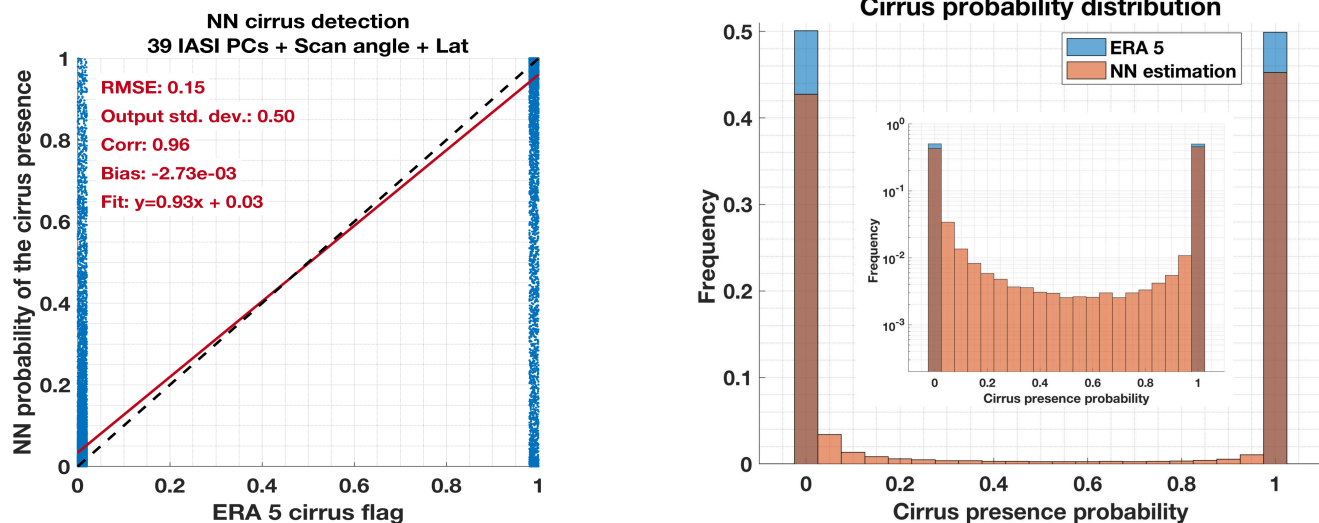 NN cirrus detection
39 IASI PCs + Scan angle + Lat
NN probability of the cirrus presence
1
0.8
0.6
0.4
0.2
0
RMSE: 0.15
Output std. dev.: 0.50
Corr: 0.96
Bias: -2.73e-03
Fit: y=0.93x + 0.03
0 0.2 0.4 0.6 0.8 1
ERA 5 cirrus flag
Cirrus probability distribution
Frequency
0.5
0.4
0.3
0.2
0.1
0
ERA 5
NN estimation
Frequency
10^0
10^-1
10^-2
10^-3
0 0.2 0.4 0.6 0.8 1
Cirrus presence probability
0 0.2 0.4 0.6 0.8 1
Cirrus presence probability